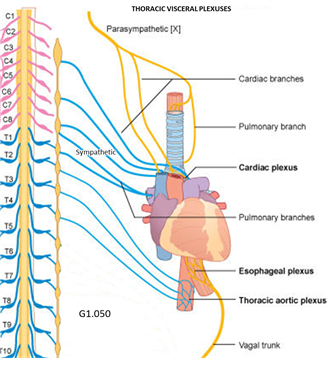 THORACIC VISCERAL PLEXUSES
Parasympathetic [X]
C1
C2
C3
C4
C5
C6
C7
C8
T1
T2
T3
T4
T5
T6
T7
T8
T9
T10
Sympathetic
Cardiac branches
Pulmonary branch
Cardiac plexus
Pulmonary branches
Esophageal plexus
Thoracic aortic plexus
Vagal trunk
G1.050